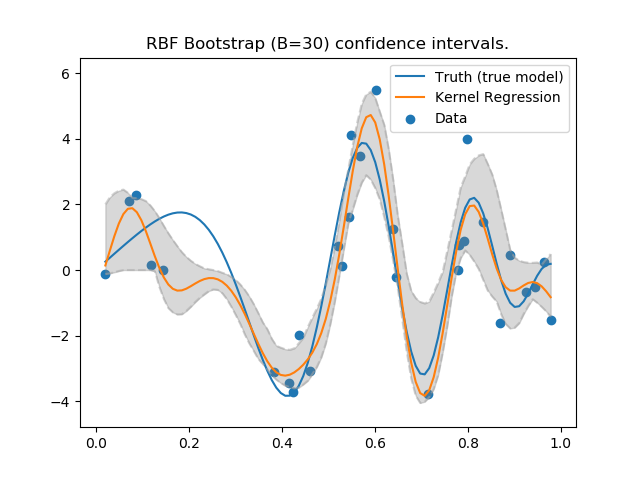 RBF Bootstrap (B=30) confidence intervals.
Truth (true model)
Kernel Regression
Data
6
4
2
0
−2
−4
0.0 0.2 0.4 0.6 0.8 1.0